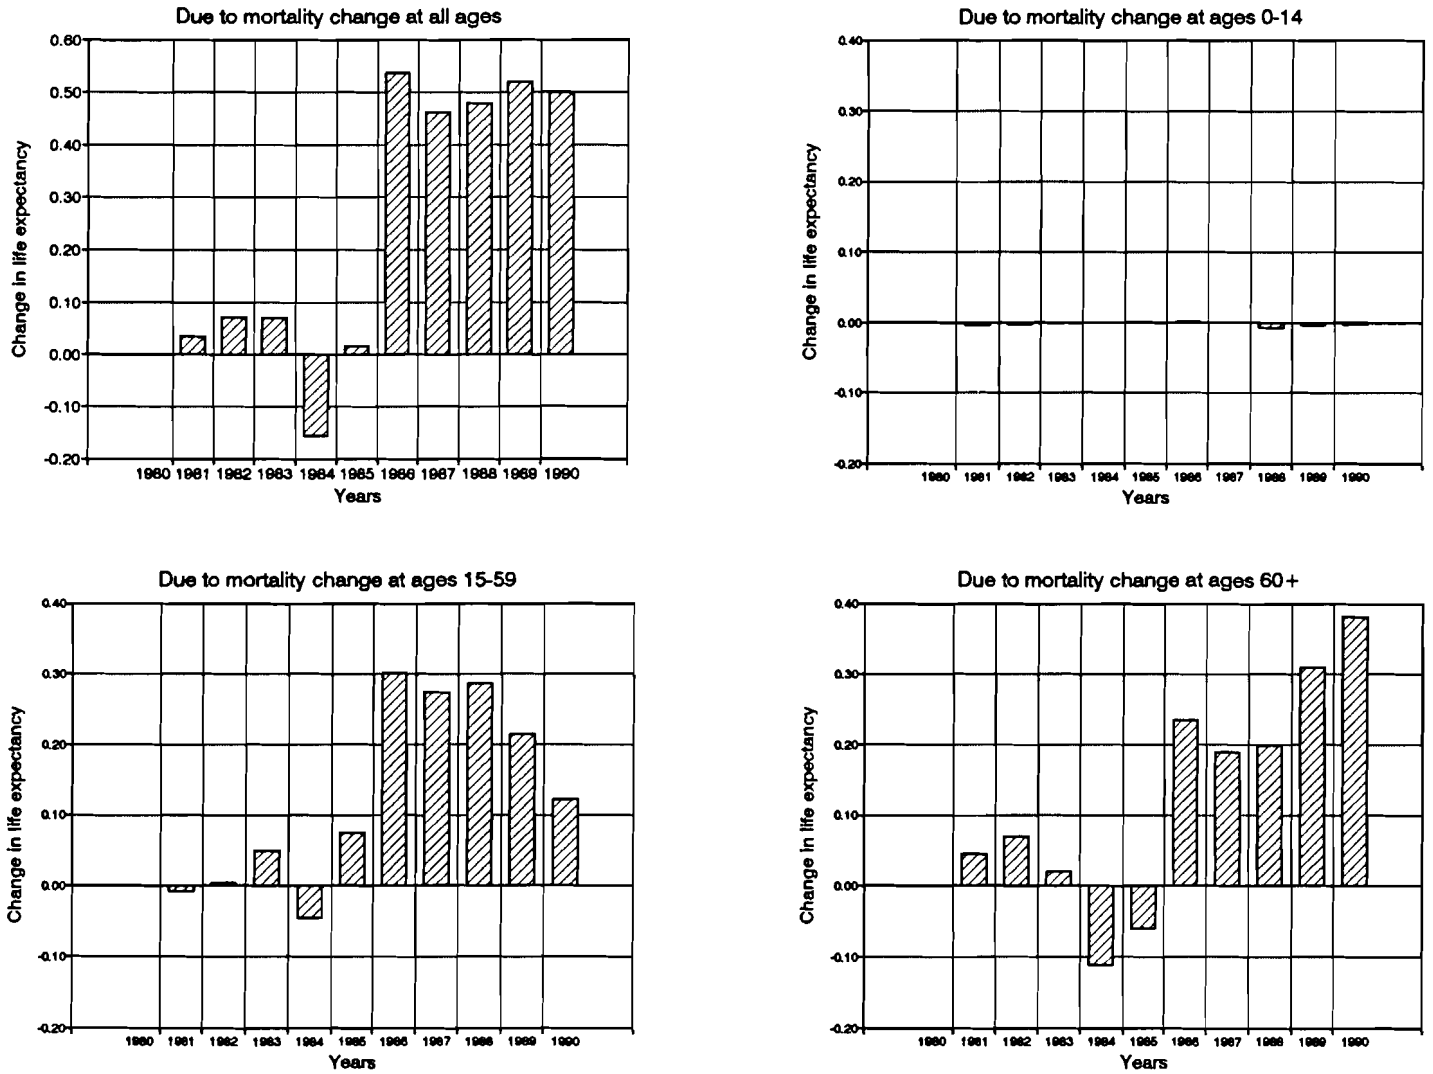 Due to mortality change at all ages
Change in life expectancy
0.60
0.50
0.40
0.30
0.20
0.10
0.00
-0.10
-0.20
1980 1981 1982 1983 1984 1985 1986 1987 1988 1989 1990
Years
Due to mortality change at ages 0-14
Change in life expectancy
0.40
0.30
0.20
0.10
0.00
-0.10
-0.20
1980 1981 1982 1983 1984 1985 1986 1987 1988 1989 1990
Years
Due to mortality change at ages 15-59
Change in life expectancy
0.40
0.30
0.20
0.10
0.00
-0.10
-0.20
1980 1981 1982 1983 1984 1985 1986 1987 1988 1989 1990
Years
Due to mortality change at ages 60+
Change in life expectancy
0.40
0.30
0.20
0.10
0.00
-0.10
-0.20
1980 1981 1982 1983 1984 1985 1986 1987 1988 1989 1990
Years